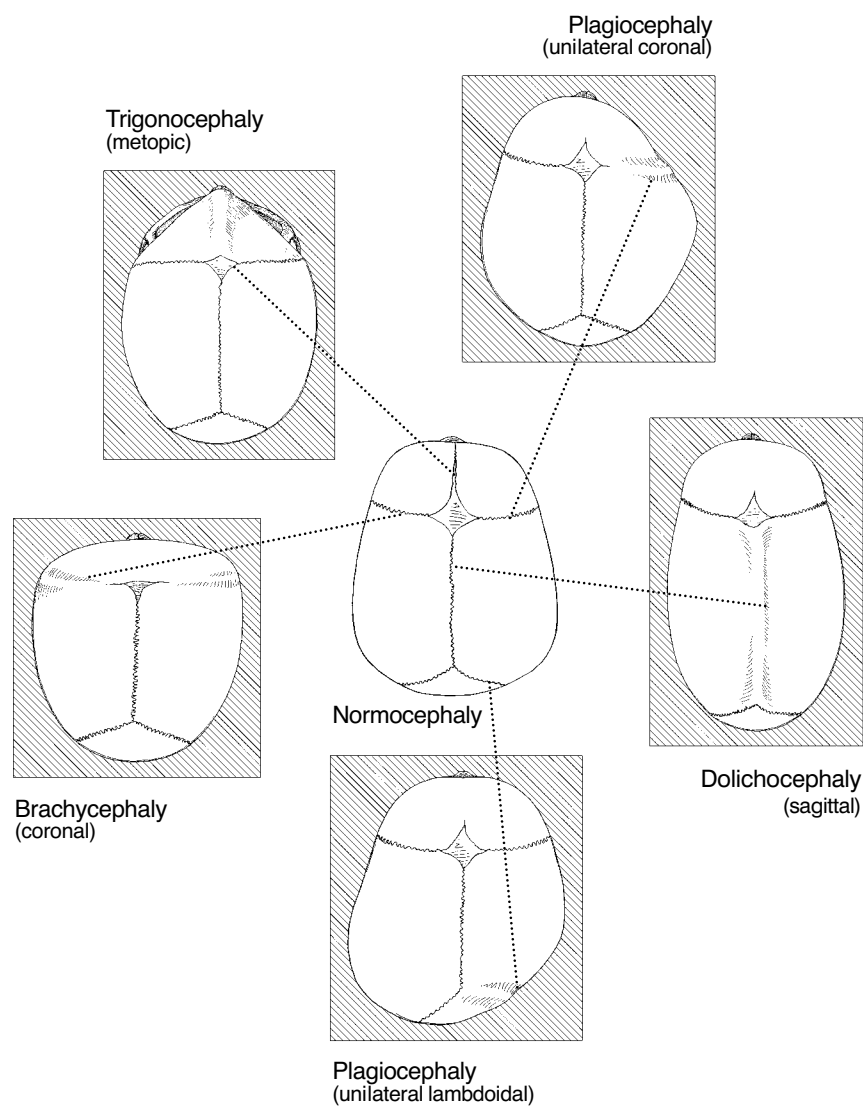 Plagiocephaly
(unilateral coronal)
Trigonocephaly
(metopic)
Normocephaly
Dolichocephaly
(sagittal)
Brachycephaly
(coronal)
Plagiocephaly
(unilateral lambdoidal)